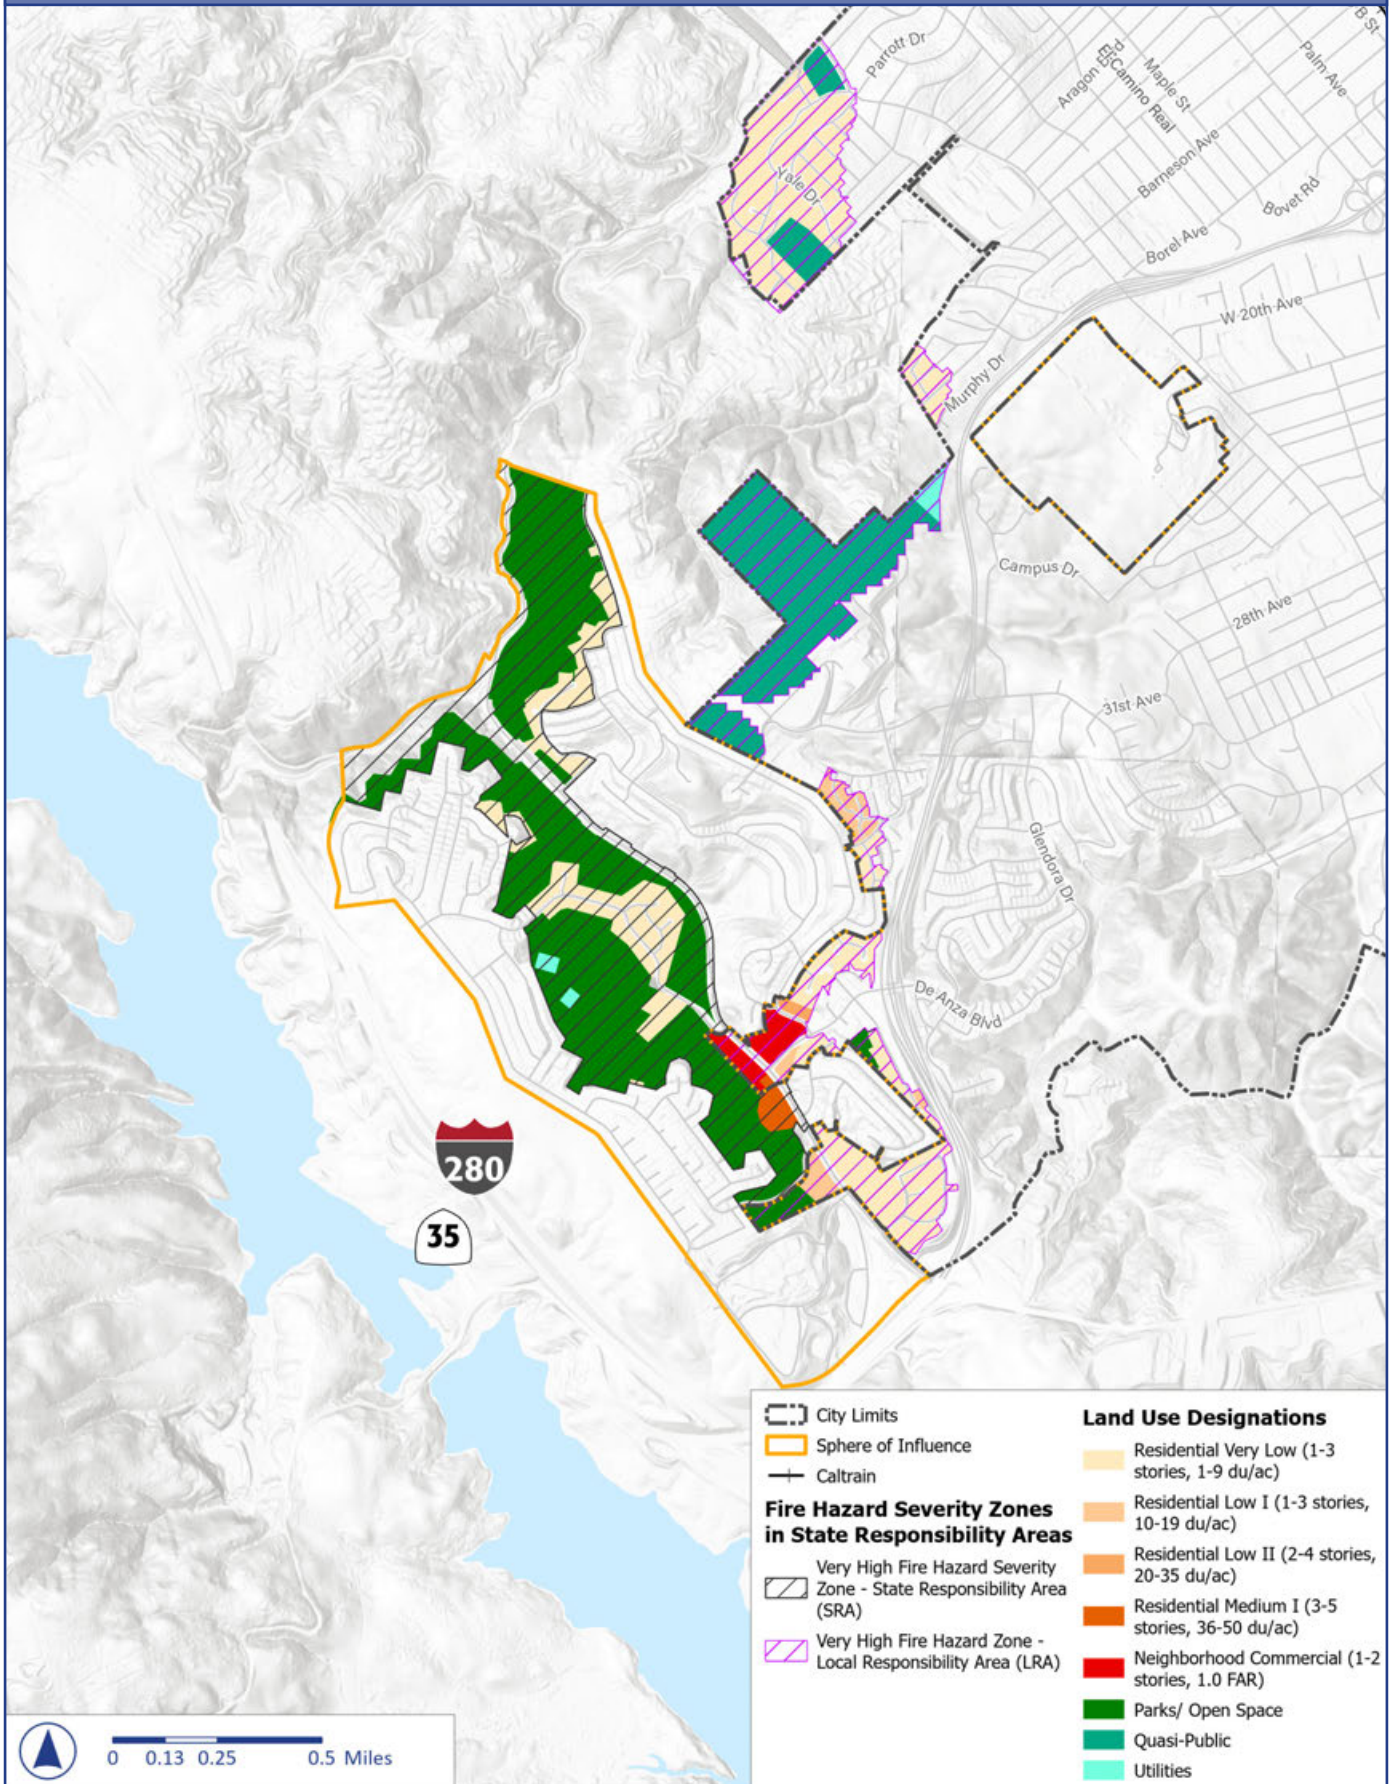 Parrott Dr
Aragon Blvd
El Camino Real
Maple St
Palm Ave
B St
Barneson Ave
Bovet Rd
Borel Ave
W 20th Ave
Yale Dr
Murphy Dr
Campus Dr
28th Ave
31st Ave
Glendora Dr
De Anza Blvd
280
35
City Limits
Sphere of Influence
Caltrain
Fire Hazard Severity Zones
in State Responsibility Areas
Very High Fire Hazard Severity
Zone - State Responsibility Area
(SRA)
Very High Fire Hazard Zone -
Local Responsibility Area (LRA)
Land Use Designations
Residential Very Low (1-3
stories, 1-9 du/ac)
Residential Low I (1-3 stories,
10-19 du/ac)
Residential Low II (2-4 stories,
20-35 du/ac)
Residential Medium I (3-5
stories, 36-50 du/ac)
Neighborhood Commercial (1-2
stories, 1.0 FAR)
Parks/ Open Space
Quasi-Public
Utilities
0 0.13 0.25 0.5 Miles